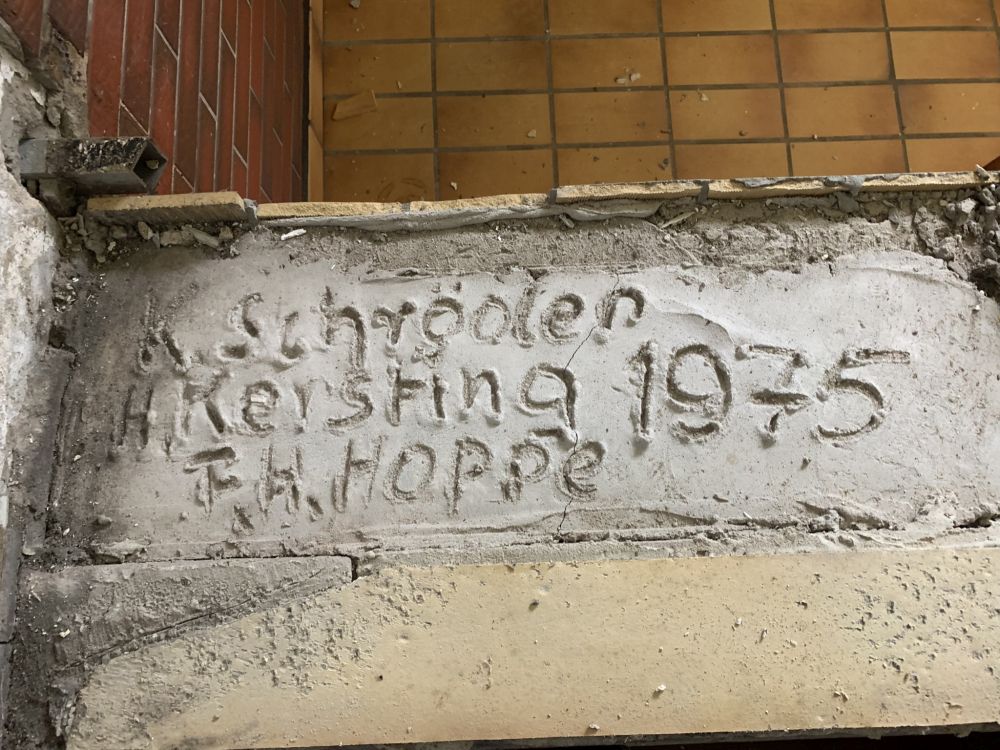 K. Schröder
H. Kersting 1975
F. H. Hoppe